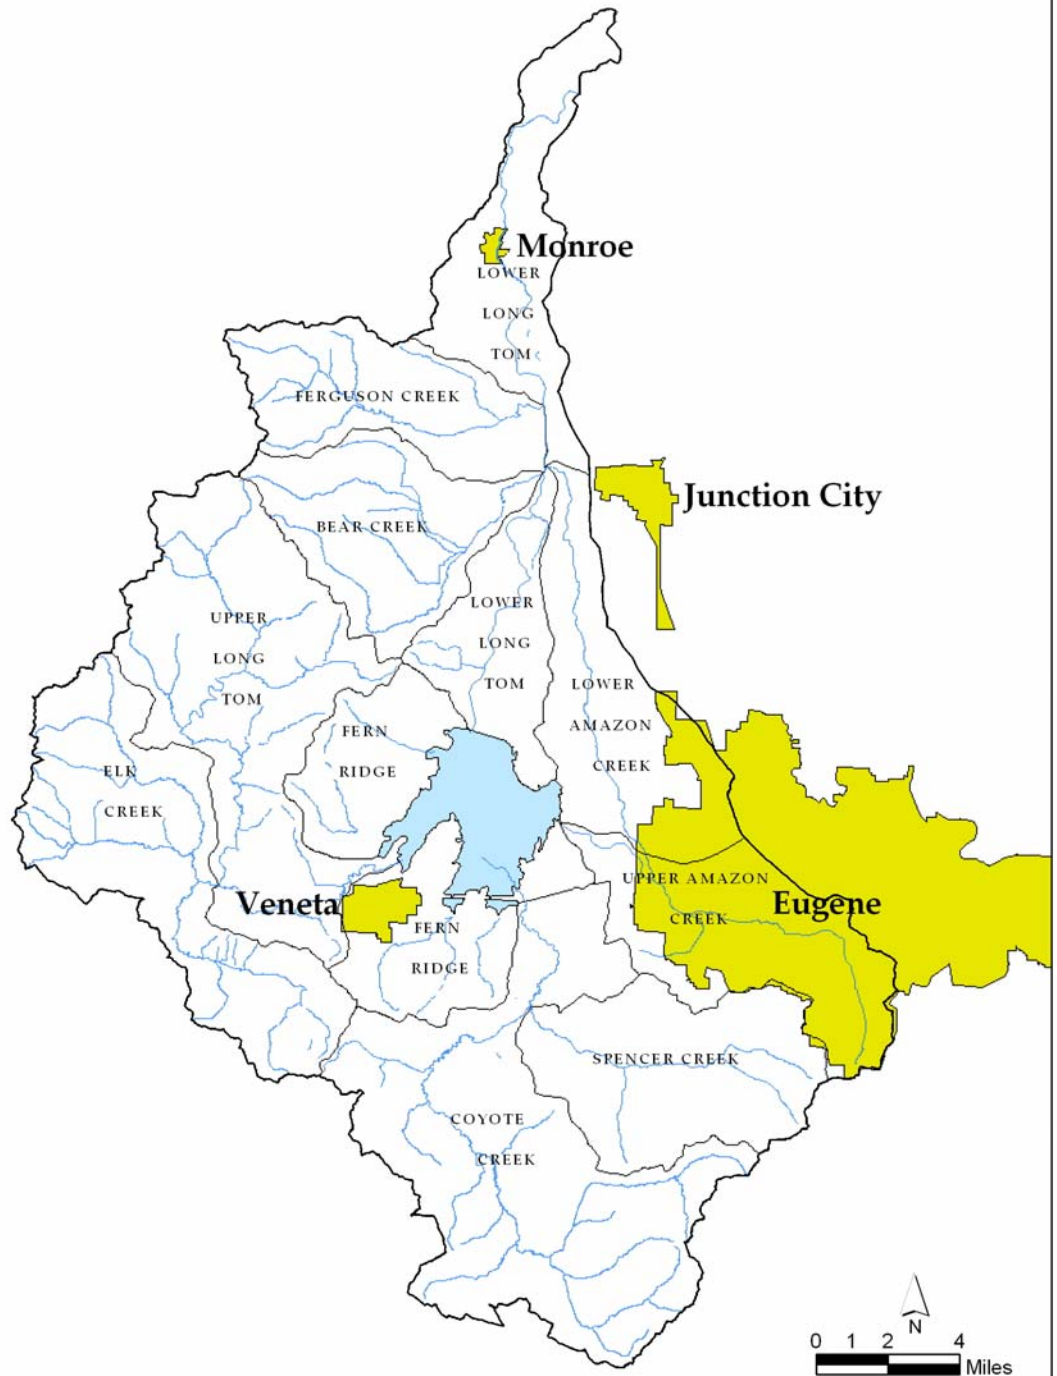 Monroe
LOWER
LONG
TOM
FERGUSON CREEK
Junction City
BEAR CREEK
LOWER
LONG
TOM
UPPER
LONG
TOM
LOWER
AMAZON
CREEK
FERN
RIDGE
ELK
CREEK
UPPER AMAZON
CREEK
Eugene
Veneta
FERN
RIDGE
SPENCER CREEK
COYOTE
CREEK
N
0 1 2 4
Miles